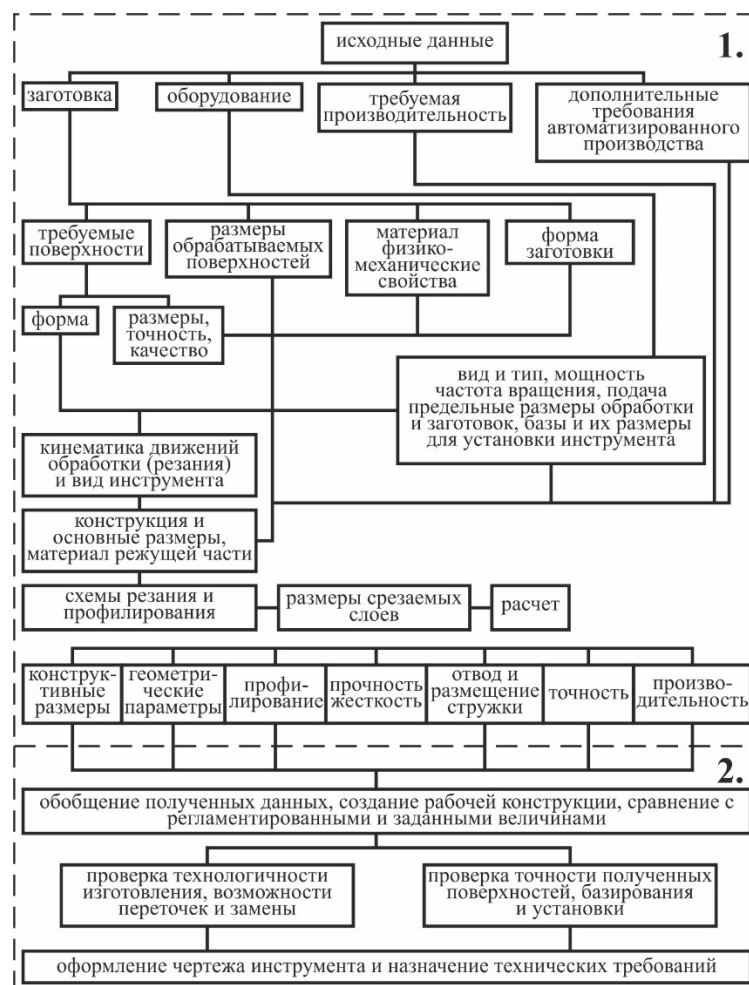 исходные данные
1.
заготовка
оборудование
требуемая
производительность
дополнительные
требования
автоматизированного
производства
требуемые
поверхности
размеры
обрабатываемых
поверхностей
материал
физико-
механические
свойства
форма
заготовки
форма
размеры,
точность,
качество
вид и тип, мощность
частота вращения, подача
предельные размеры обработки
и заготовок, базы и их размеры
для установки инструмента
кинематика движений
обработки (резания)
и вид инструмента
конструкция и
основные размеры,
материал режущей части
схемы резания и
профилирования
размеры срезаемых
слоев
расчет
конструк-
тивные
размеры
геометри-
ческие
параметры
профи-
лирование
прочность
жесткость
отвод и
размещение
стружки
точность
произво-
дительность
2.
обобщение полученных данных, создание рабочей конструкции, сравнение с
регламентированными и заданными величинами
проверка технологичности
изготовления, возможности
переточек и замены
проверка точности полученных
поверхностей, базирования
и установки
оформление чертежа инструмента и назначение технических требований